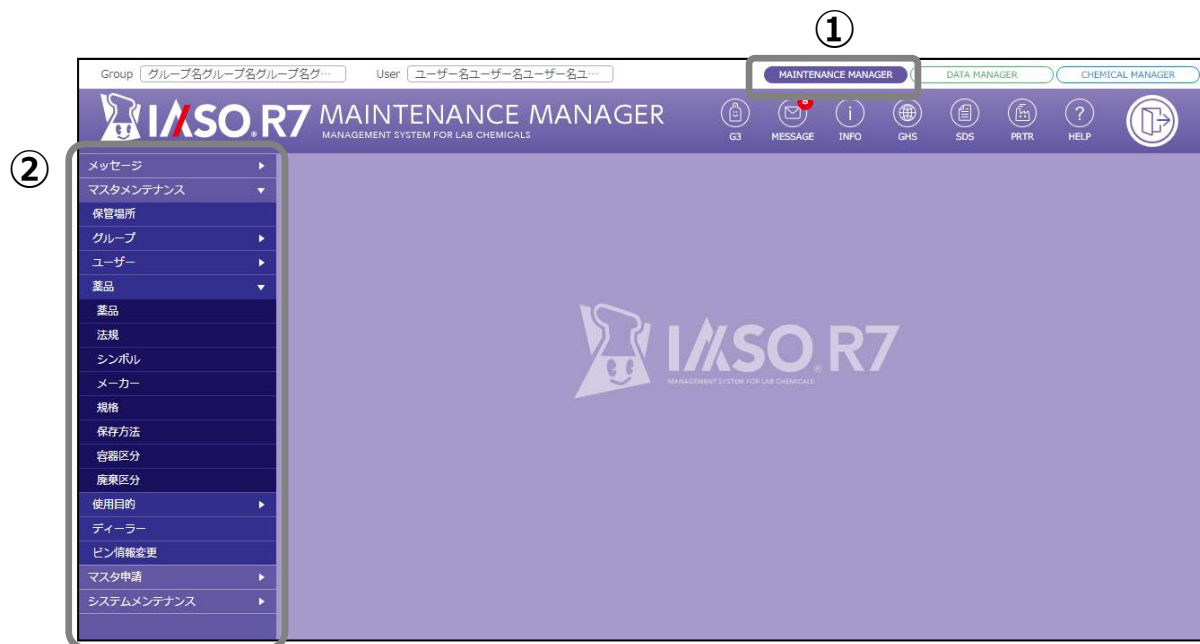 ①
Group グループ名グループ名グループ名グ… User ユーザー名ユーザー名ユーザー名ユ… MAINTENANCE MANAGER DATA MANAGER CHEMICAL MANAGER
IASO® R7 MAINTENANCE MANAGER
MANAGEMENT SYSTEM FOR LAB CHEMICALS
8
G3 MESSAGE INFO GHS SDS PRTR HELP
②
メッセージ
マスタメンテナンス
保管場所
グループ
ユーザー
薬品
薬品
法規
シンボル
メーカー
規格
保存方法
容器区分
廃棄区分
使用目的
ディーラー
ビン情報変更
マスタ申請
システムメンテナンス
IASO® R7
MANAGEMENT SYSTEM FOR LAB CHEMICALS